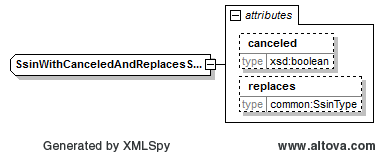 attributes
canceled
type xsd:boolean
SsinWithCanceledAndReplacesS...
replaces
type common:SsinType
Generated by XMLSpy www.altova.com